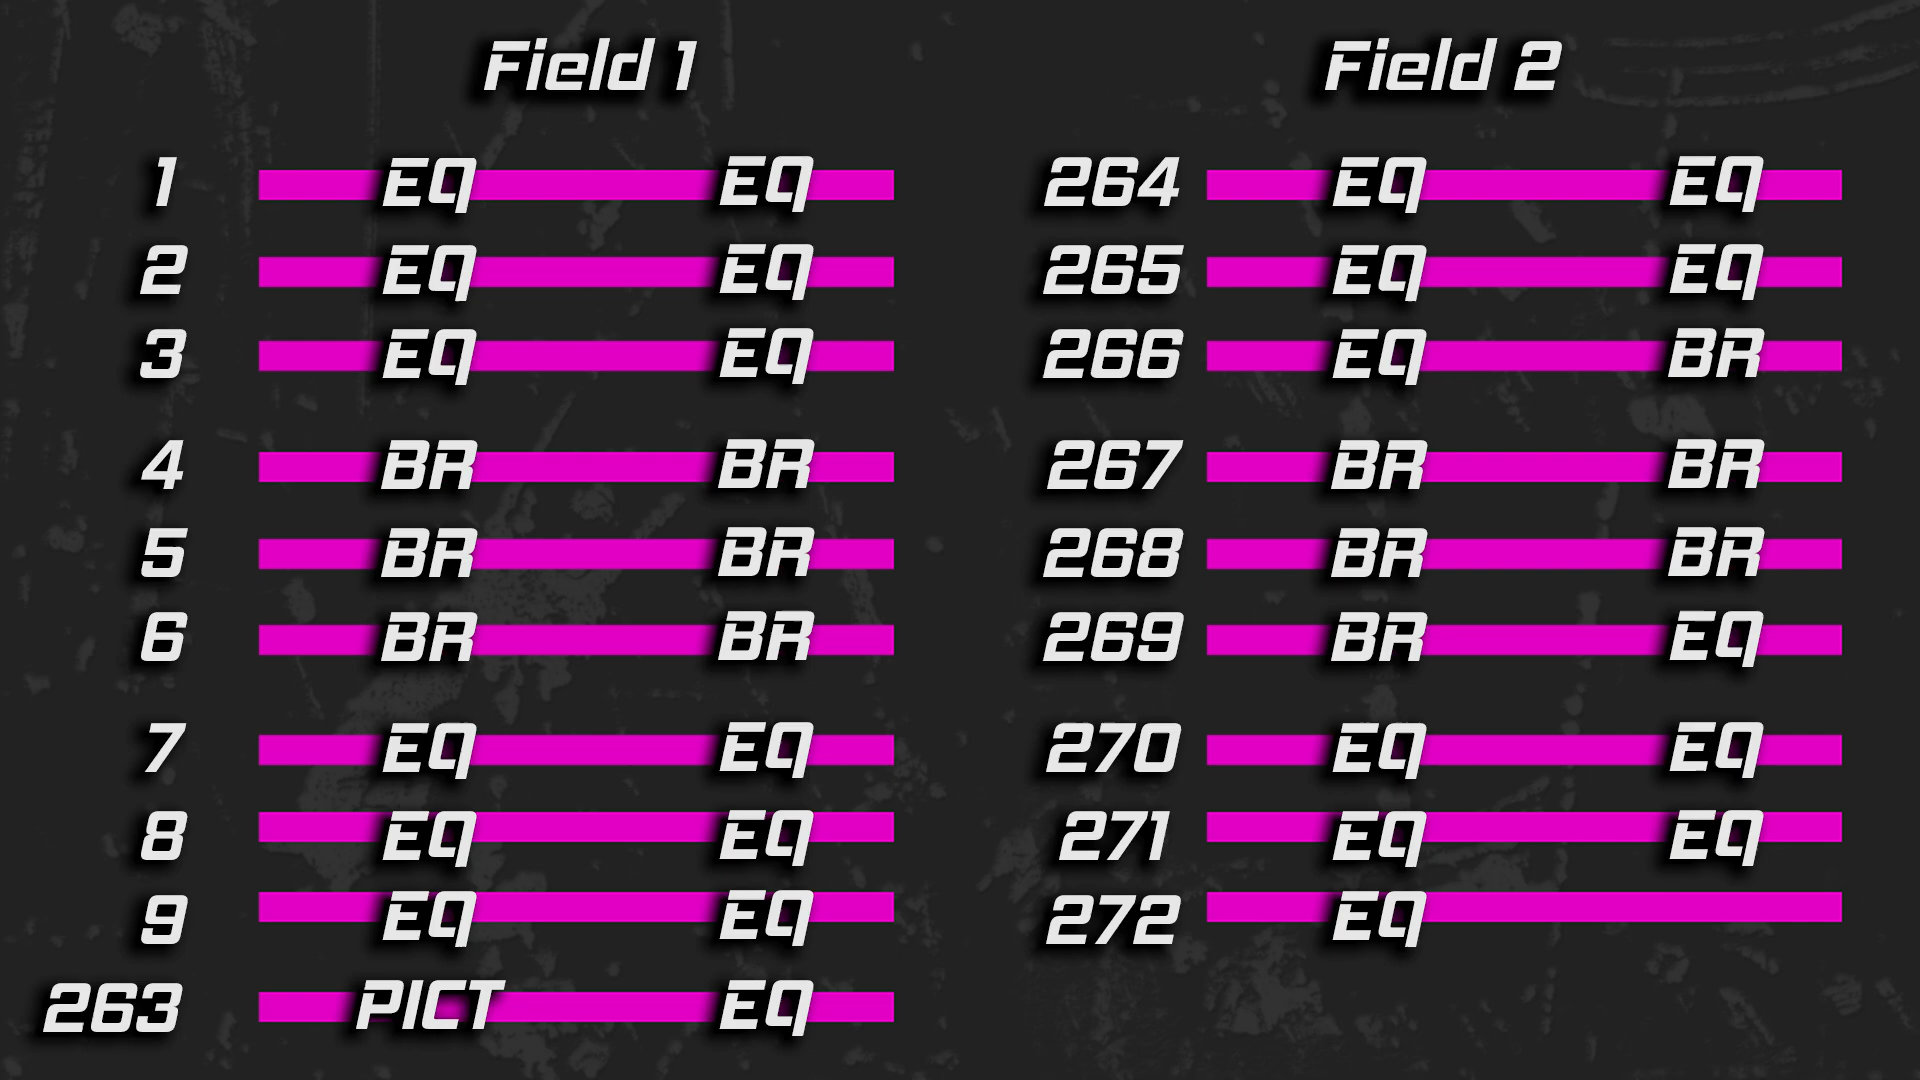 Field 1
1 EQ EQ
2 EQ EQ
3 EQ EQ
4 BR BR
5 BR BR
6 BR BR
7 EQ EQ
8 EQ EQ
9 EQ EQ
263 PICT EQ
Field 2
264 EQ EQ
265 EQ EQ
266 EQ BR
267 BR BR
268 BR BR
269 BR EQ
270 EQ EQ
271 EQ EQ
272 EQ